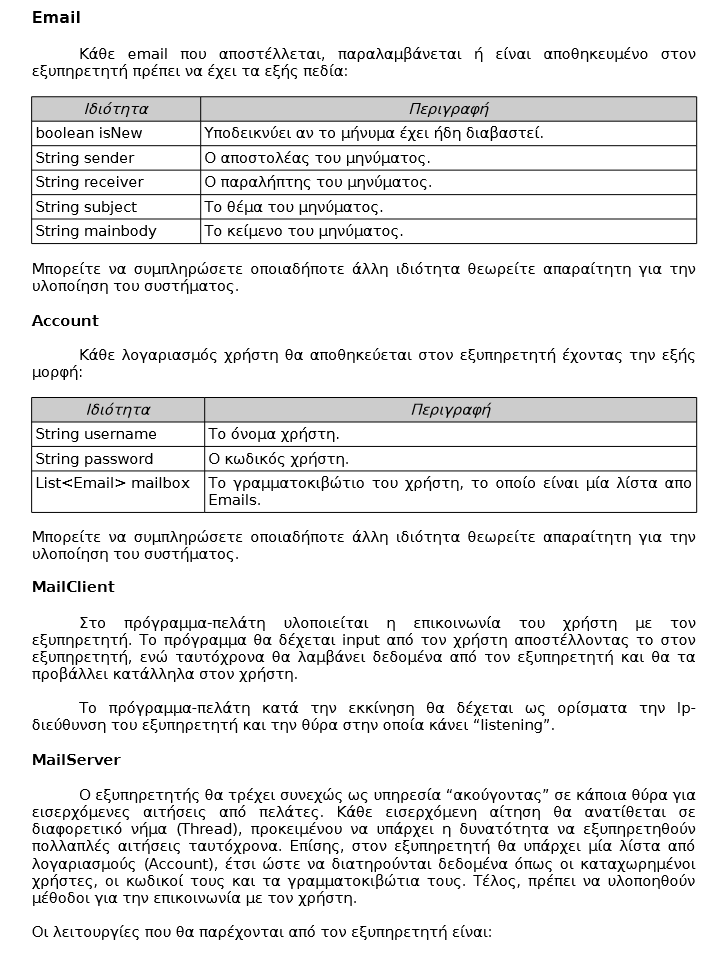 Email
Κάθε email που αποστέλλεται, παραλαμβάνεται ή είναι αποθηκευμένο στον
εξυπηρετητή πρέπει να έχει τα εξής πεδία:
Ιδιότητα Περιγραφή
boolean isNew Υποδεικνύει αν το μήνυμα έχει ήδη διαβαστεί.
String sender Ο αποστολέας του μηνύματος.
String receiver Ο παραλήπτης του μηνύματος.
String subject Το θέμα του μηνύματος.
String mainbody Το κείμενο του μηνύματος.
Μπορείτε να συμπληρώσετε οποιαδήποτε άλλη ιδιότητα θεωρείτε απαραίτητη για την
υλοποίηση του συστήματος.
Account
Κάθε λογαριασμός χρήστη θα αποθηκεύεται στον εξυπηρετητή έχοντας την εξής
μορφή:
Ιδιότητα Περιγραφή
String username Το όνομα χρήστη.
String password Ο κωδικός χρήστη.
List<Email> mailbox Το γραμματοκιβώτιο του χρήστη, το οποίο είναι μία λίστα απο
Emails.
Μπορείτε να συμπληρώσετε οποιαδήποτε άλλη ιδιότητα θεωρείτε απαραίτητη για την
υλοποίηση του συστήματος.
MailClient
Στο πρόγραμμα-πελάτη υλοποιείται η επικοινωνία του χρήστη με τον
εξυπηρετητή. Το πρόγραμμα θα δέχεται input από τον χρήστη αποστέλλοντας το στον
εξυπηρετητή, ενώ ταυτόχρονα θα λαμβάνει δεδομένα από τον εξυπηρετητή και θα τα
προβάλλει κατάλληλα στον χρήστη.
Το πρόγραμμα-πελάτη κατά την εκκίνηση θα δέχεται ως ορίσματα την Ip-
διεύθυνση του εξυπηρετητή και την θύρα στην οποία κάνει “listening”.
MailServer
Ο εξυπηρετητής θα τρέχει συνεχώς ως υπηρεσία “ακούγοντας” σε κάποια θύρα για
εισερχόμενες αιτήσεις από πελάτες. Κάθε εισερχόμενη αίτηση θα ανατίθεται σε
διαφορετικό νήμα (Thread), προκειμένου να υπάρχει η δυνατότητα να εξυπηρετηθούν
πολλαπλές αιτήσεις ταυτόχρονα. Επίσης, στον εξυπηρετητή θα υπάρχει μία λίστα από
λογαριασμούς (Account), έτσι ώστε να διατηρούνται δεδομένα όπως οι καταχωρημένοι
χρήστες, οι κωδικοί τους και τα γραμματοκιβώτια τους. Τέλος, πρέπει να υλοποηθούν
μέθοδοι για την επικοινωνία με τον χρήστη.
Οι λειτουργίες που θα παρέχονται από τον εξυπηρετητή είναι: